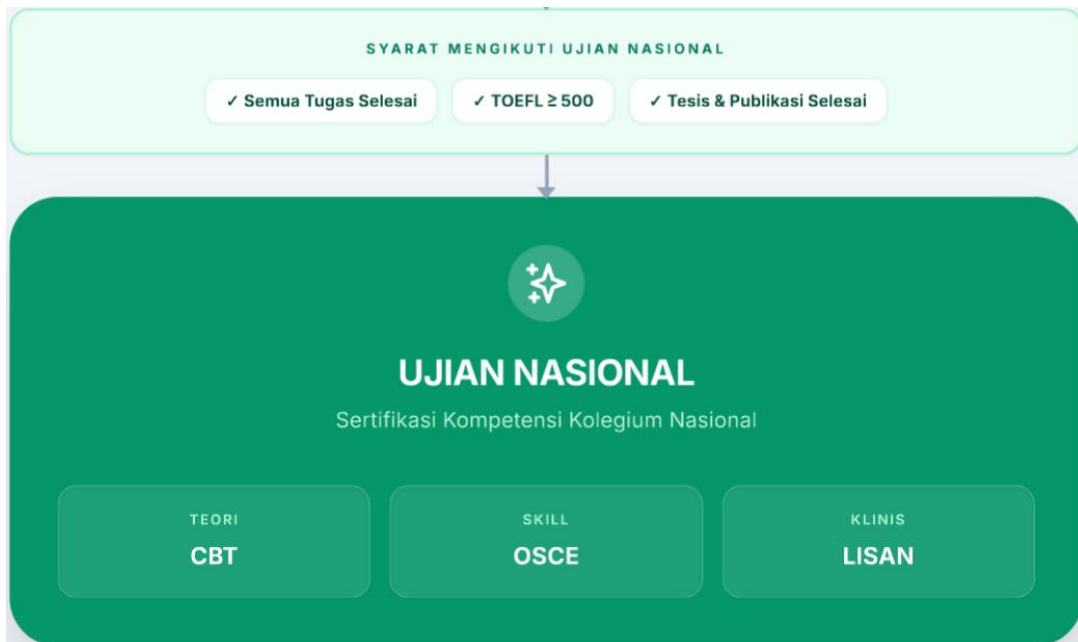 SYARAT MENGIKUTI UJIAN NASIONAL
✓ Semua Tugas Selesai
✓ TOEFL ≥ 500
✓ Tesis & Publikasi Selesai
UJIAN NASIONAL
Sertifikasi Kompetensi Kolegium Nasional
TEORI
CBT
SKILL
OSCE
KLINIS
LISAN